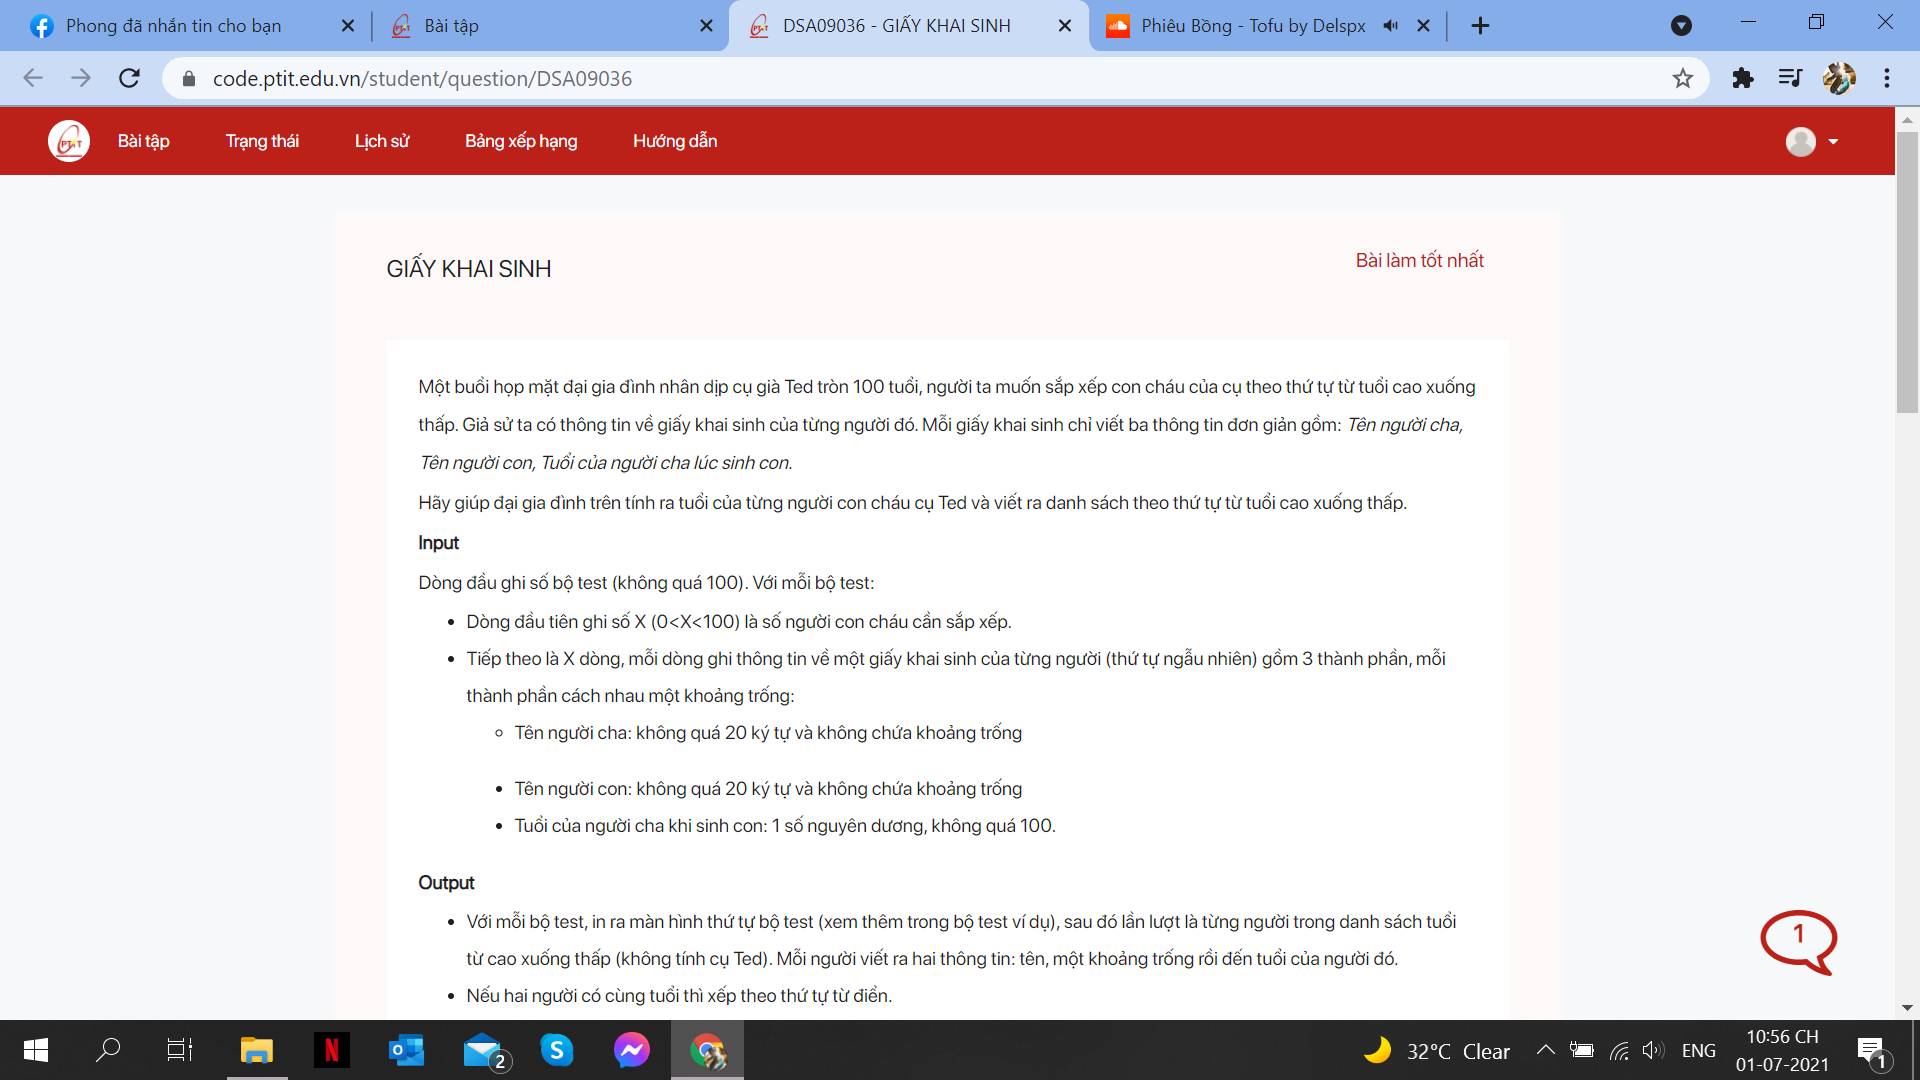 Phong đã nhắn tin cho bạn
Bài tập
DSA09036 - GIẤY KHAI SINH
Phiêu Bồng - Tofu by Delspx
code.ptit.edu.vn/student/question/DSA09036
PTIT
Bài tập
Trạng thái
Lịch sử
Bảng xếp hạng
Hướng dẫn
GIẤY KHAI SINH
Bài làm tốt nhất
Một buổi họp mặt đại gia đình nhân dịp cụ già Ted tròn 100 tuổi, người ta muốn sắp xếp con cháu của cụ theo thứ tự từ tuổi cao xuống
thấp. Giả sử ta có thông tin về giấy khai sinh của từng người đó. Mỗi giấy khai sinh chỉ viết ba thông tin đơn giản gồm: Tên người cha,
Tên người con, Tuổi của người cha lúc sinh con.
Hãy giúp đại gia đình trên tính ra tuổi của từng người con cháu cụ Ted và viết ra danh sách theo thứ tự từ tuổi cao xuống thấp.
Input
Dòng đầu ghi số bộ test (không quá 100). Với mỗi bộ test:
• Dòng đầu tiên ghi số X (0<X<100) là số người con cháu cần sắp xếp.
• Tiếp theo là X dòng, mỗi dòng ghi thông tin về một giấy khai sinh của từng người (thứ tự ngẫu nhiên) gồm 3 thành phần, mỗi
thành phần cách nhau một khoảng trống:
◦ Tên người cha: không quá 20 ký tự và không chứa khoảng trống
• Tên người con: không quá 20 ký tự và không chứa khoảng trống
• Tuổi của người cha khi sinh con: 1 số nguyên dương, không quá 100.
Output
• Với mỗi bộ test, in ra màn hình thứ tự bộ test (xem thêm trong bộ test ví dụ), sau đó lần lượt là từng người trong danh sách tuổi
từ cao xuống thấp (không tính cụ Ted). Mỗi người viết ra hai thông tin: tên, một khoảng trống rồi đến tuổi của người đó.
• Nếu hai người có cùng tuổi thì xếp theo thứ tự từ điển.
1
2
32°C Clear
ENG
10:56 CH
01-07-2021
1